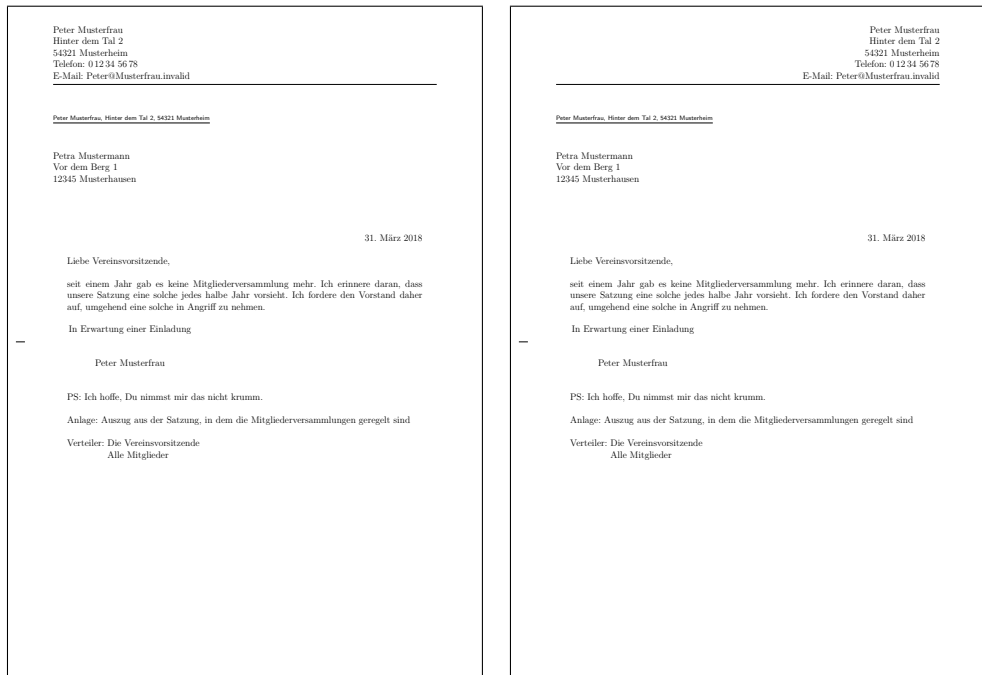 Peter Musterfrau
Hinter dem Tal 2
54321 Musterheim
Telefon: 0 12 34 56 78
E-Mail: Peter@Musterfrau.invalid
Peter Musterfrau, Hinter dem Tal 2, 54321 Musterheim
Petra Mustermann
Vor dem Berg 1
12345 Musterhausen
31. März 2018
Liebe Vereinsvorsitzende,
seit einem Jahr gab es keine Mitgliederversammlung mehr. Ich erinnere daran, dass
unsere Satzung eine solche jedes halbe Jahr vorsieht. Ich fordere den Vorstand daher
auf, umgehend eine solche in Angriff zu nehmen.
In Erwartung einer Einladung
Peter Musterfrau
PS: Ich hoffe, Du nimmst mir das nicht krumm.
Anlage: Auszug aus der Satzung, in dem die Mitgliederversammlungen geregelt sind
Verteiler: Die Vereinsvorsitzende
Alle Mitglieder
Peter Musterfrau
Hinter dem Tal 2
54321 Musterheim
Telefon: 0 12 34 56 78
E-Mail: Peter@Musterfrau.invalid
Peter Musterfrau, Hinter dem Tal 2, 54321 Musterheim
Petra Mustermann
Vor dem Berg 1
12345 Musterhausen
31. März 2018
Liebe Vereinsvorsitzende,
seit einem Jahr gab es keine Mitgliederversammlung mehr. Ich erinnere daran, dass
unsere Satzung eine solche jedes halbe Jahr vorsieht. Ich fordere den Vorstand daher
auf, umgehend eine solche in Angriff zu nehmen.
In Erwartung einer Einladung
Peter Musterfrau
PS: Ich hoffe, Du nimmst mir das nicht krumm.
Anlage: Auszug aus der Satzung, in dem die Mitgliederversammlungen geregelt sind
Verteiler: Die Vereinsvorsitzende
Alle Mitglieder